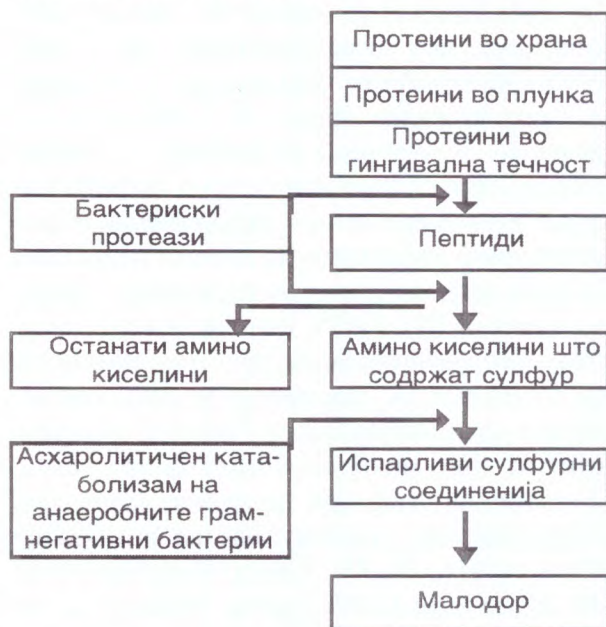 Протеини во храна
Протеини во плунка
Протеини во
гингивална течност
Бактериски
протеази
Пептиди
Останати амино
киселини
Амино киселини што
содржат сулфур
Асхаролитичен ката-
болизам на
анаеробните грам-
негативни бактерии
Испарливи сулфурни
соединенија
Малодор